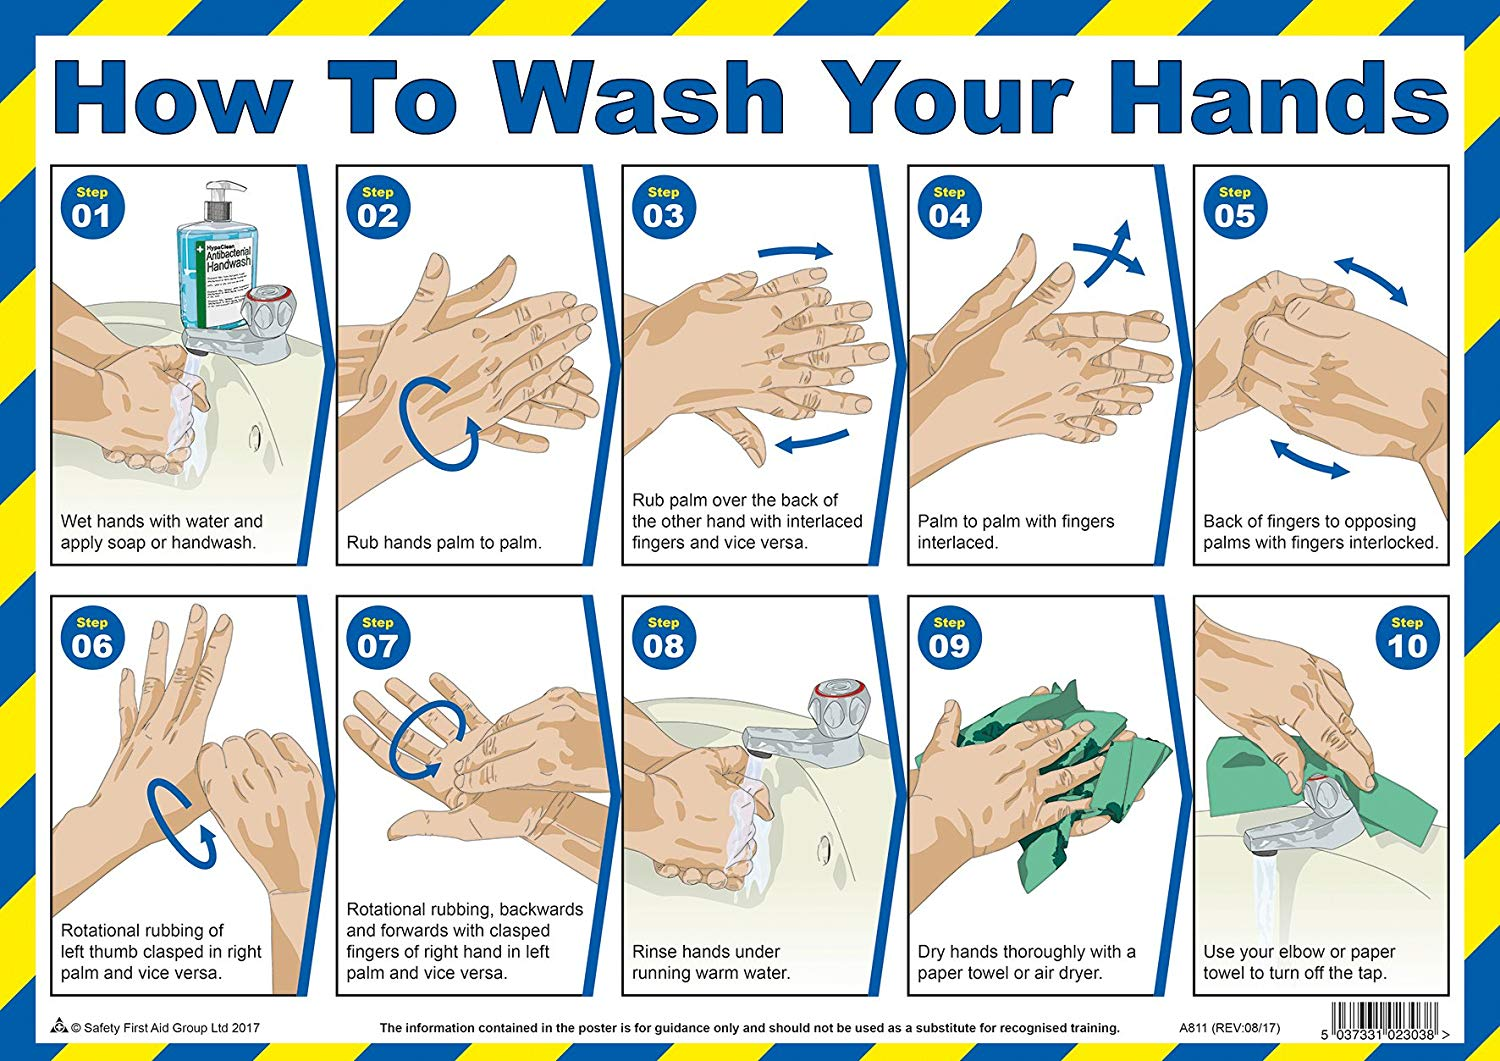 How To Wash Your Hands
Step
01
HypaClean
Antibacterial
Handwash
Wet hands with water and
apply soap or handwash.
Step
02
Rub hands palm to palm.
Step
03
Rub palm over the back of
the other hand with interlaced
fingers and vice versa.
Step
04
Palm to palm with fingers
interlaced.
Step
05
Back of fingers to opposing
palms with fingers interlocked.
Step
06
Rotational rubbing of
left thumb clasped in right
palm and vice versa.
Step
07
Rotational rubbing, backwards
and forwards with clasped
fingers of right hand in left
palm and vice versa.
Step
08
Rinse hands under
running warm water.
Step
09
Dry hands thoroughly with a
paper towel or air dryer.
Step
10
Use your elbow or paper
towel to turn off the tap.
© Safety First Aid Group Ltd 2017
The information contained in the poster is for guidance only and should not be used as a substitute for recognised training.
A811 (REV:08/17)
5 037331 023038 >